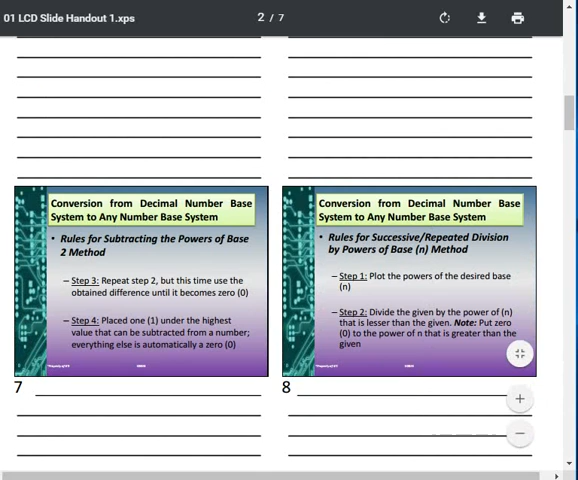 01 LCD Slide Handout 1.xps
2 / 7
Conversion from Decimal Number Base
System to Any Number Base System
• Rules for Subtracting the Powers of Base
2 Method
– Step 3: Repeat step 2, but this time use the
obtained difference until it becomes zero (0)
– Step 4: Placed one (1) under the highest
value that can be subtracted from a number;
everything else is automatically a zero (0)
7
Conversion from Decimal Number Base
System to Any Number Base System
• Rules for Successive/Repeated Division
by Powers of Base (n) Method
– Step 1: Plot the powers of the desired base
(n)
– Step 2: Divide the given by the power of (n)
that is lesser than the given. Note: Put zero
(0) to the power of n that is greater than the
given
8